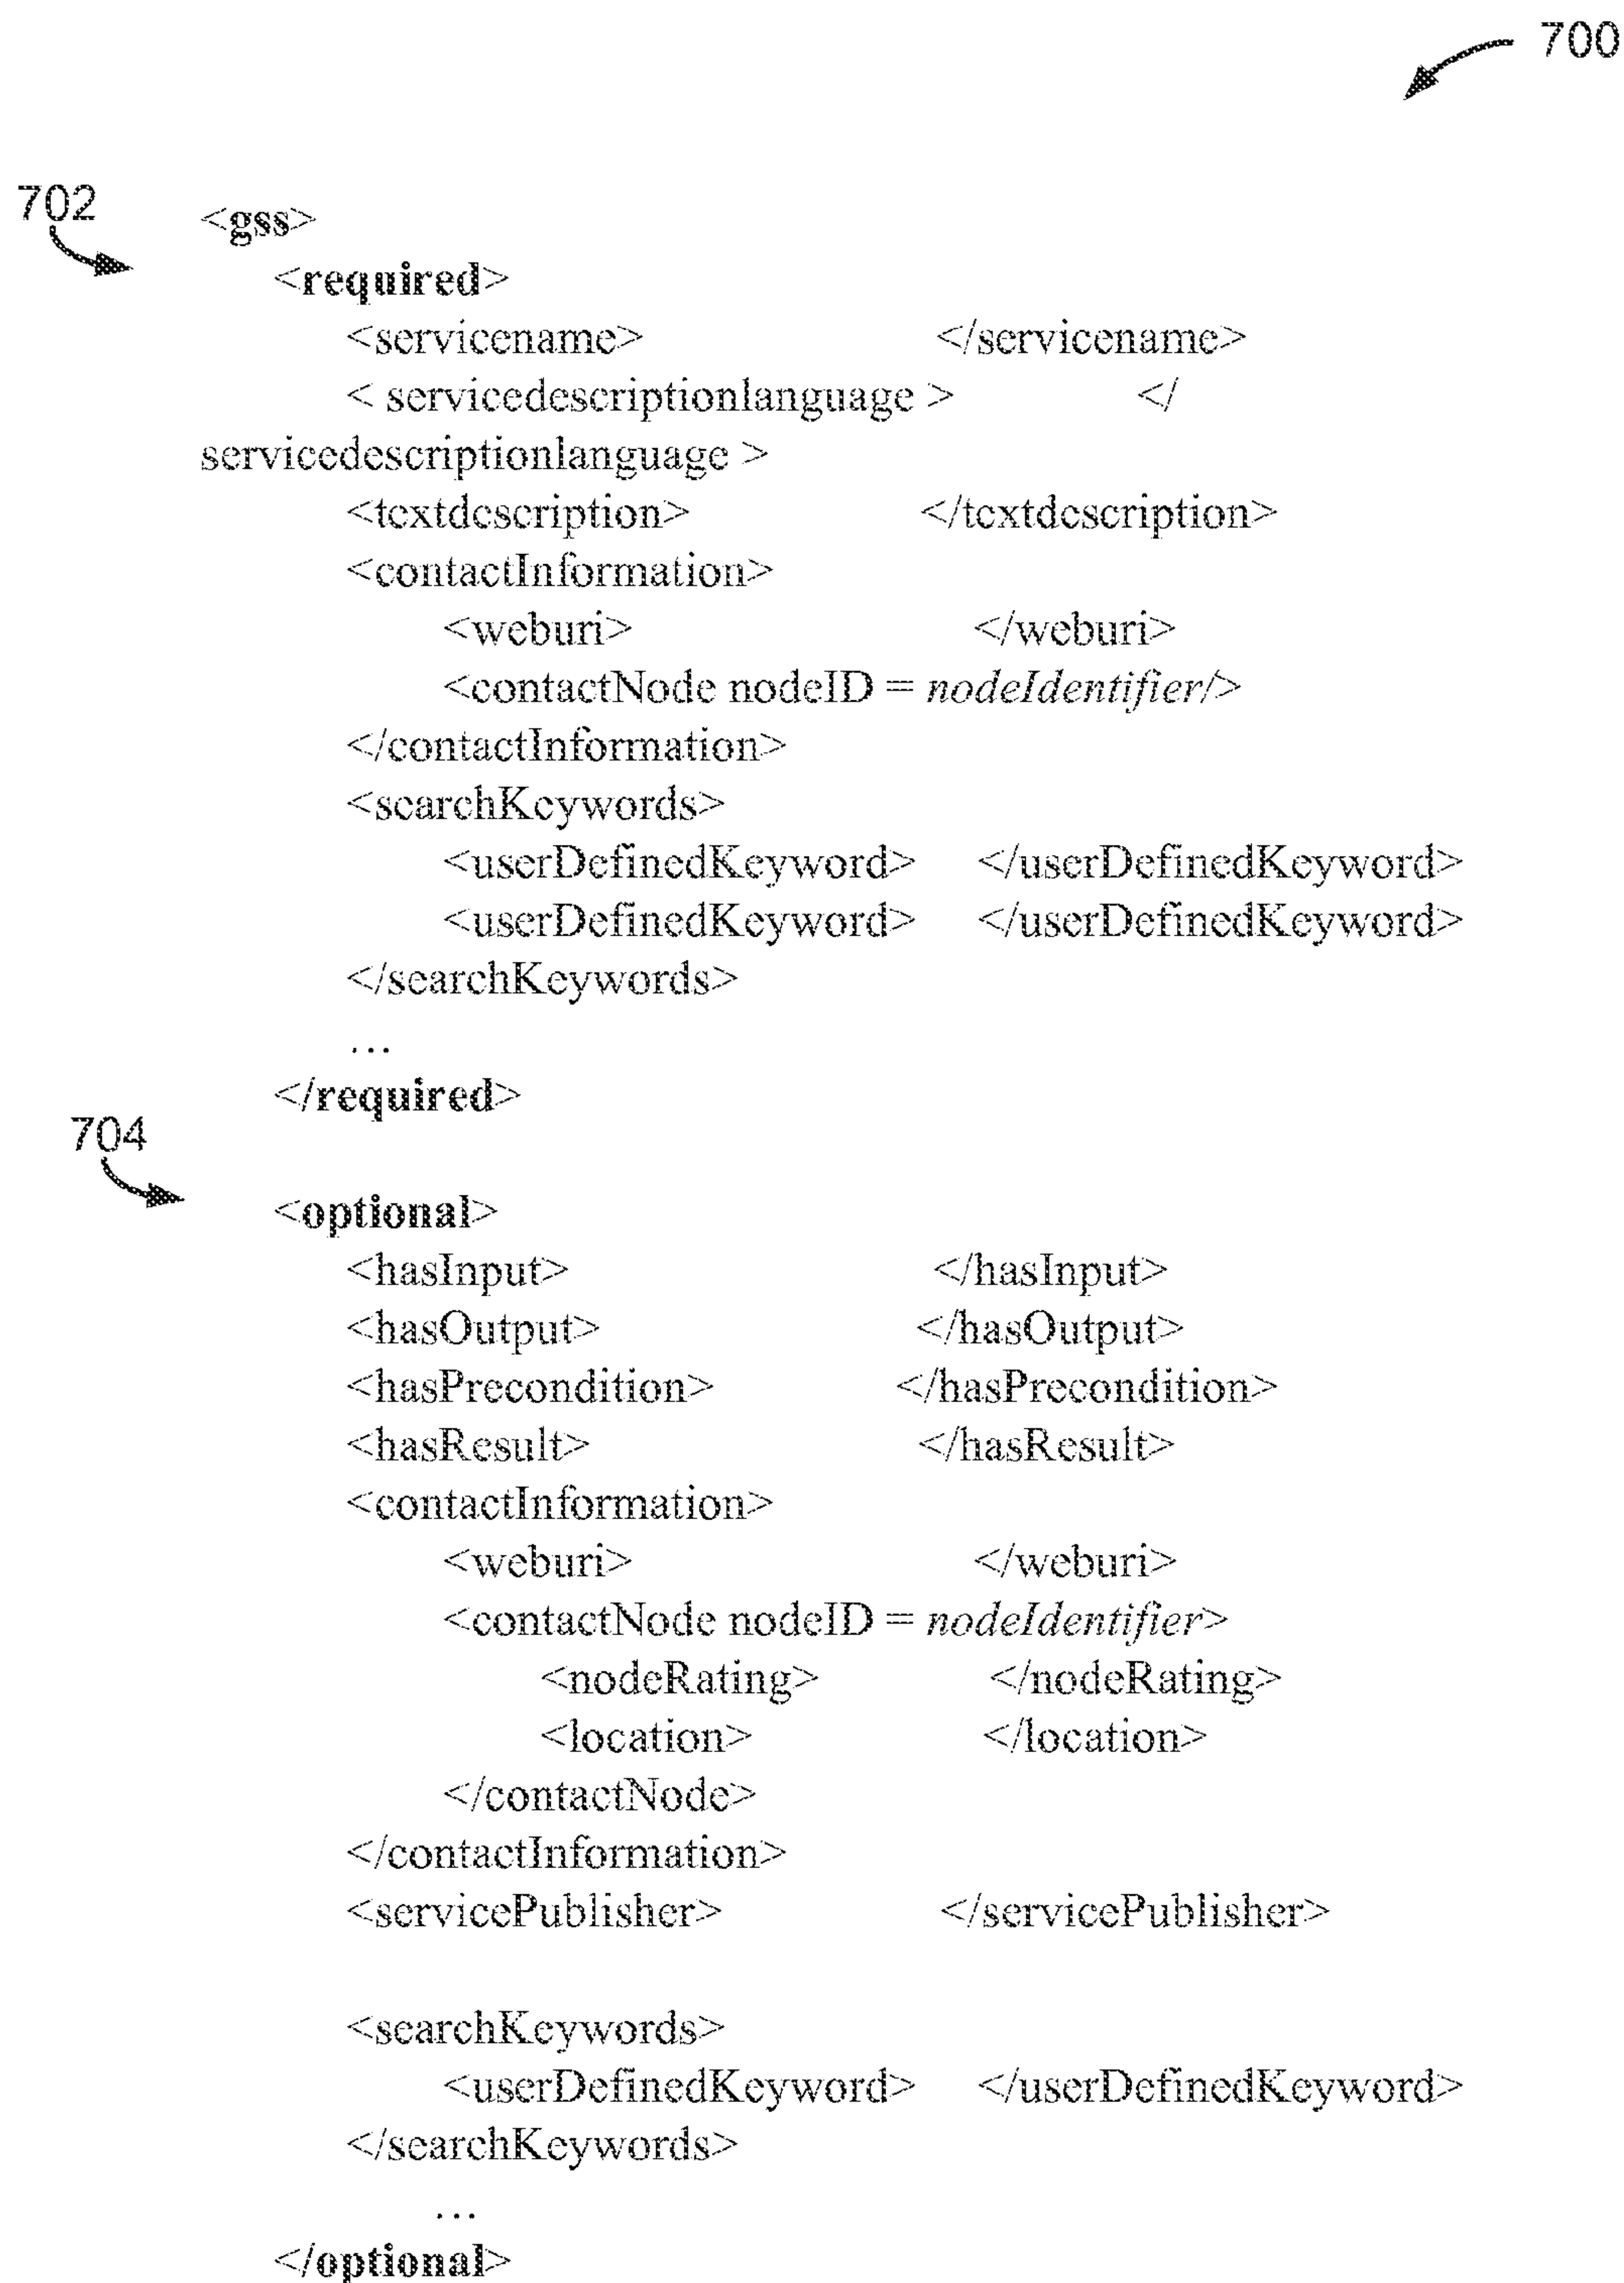 700
702
<gss>
<required>
<servicename> </servicename>
< servicedescriptionlanguage > </
servicedescriptionlanguage >
<textdescription> </textdescription>
<contactInformation>
<weburi> </weburi>
<contactNode nodeID = nodeIdentifier/>
</contactInformation>
<searchKeywords>
<userDefinedKeyword> </userDefinedKeyword>
<userDefinedKeyword> </userDefinedKeyword>
</searchKeywords>
...
</required>
704
<optional>
<hasInput> </hasInput>
<hasOutput> </hasOutput>
<hasPrecondition> </hasPrecondition>
<hasResult> </hasResult>
<contactInformation>
<weburi> </weburi>
<contactNode nodeID = nodeIdentifier>
<nodeRating> </nodeRating>
<location> </location>
</contactNode>
</contactInformation>
<servicePublisher> </servicePublisher>
<searchKeywords>
<userDefinedKeyword> </userDefinedKeyword>
</searchKeywords>
...
</optional>